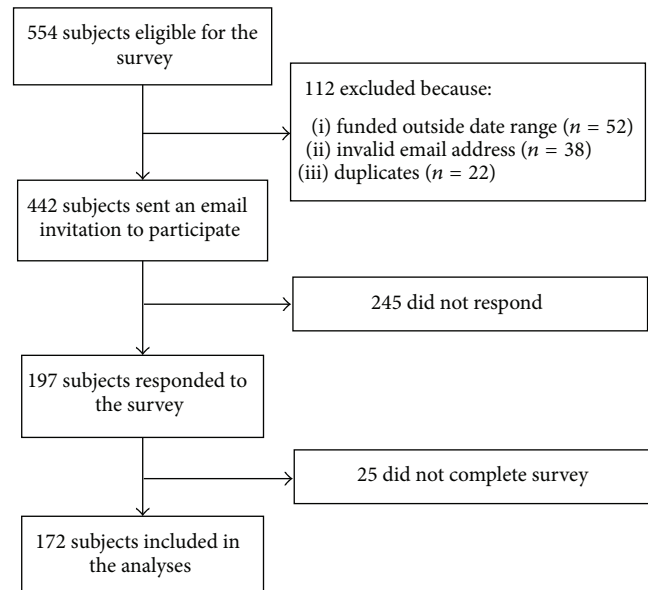 554 subjects eligible for the
survey
112 excluded because:
(i) funded outside date range (n = 52)
(ii) invalid email address (n = 38)
(iii) duplicates (n = 22)
442 subjects sent an email
invitation to participate
245 did not respond
197 subjects responded to
the survey
25 did not complete survey
172 subjects included in
the analyses